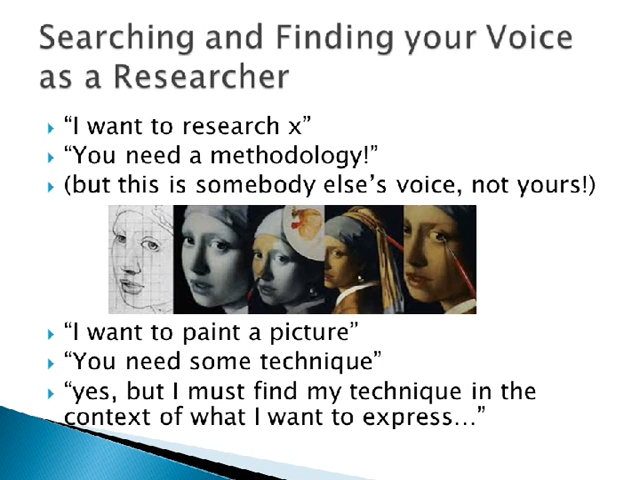 Searching and Finding your Voice
as a Researcher
“I want to research x”
“You need a methodology!”
(but this is somebody else’s voice, not yours!)
“I want to paint a picture”
“You need some technique”
“yes, but I must find my technique in the
context of what I want to express…”